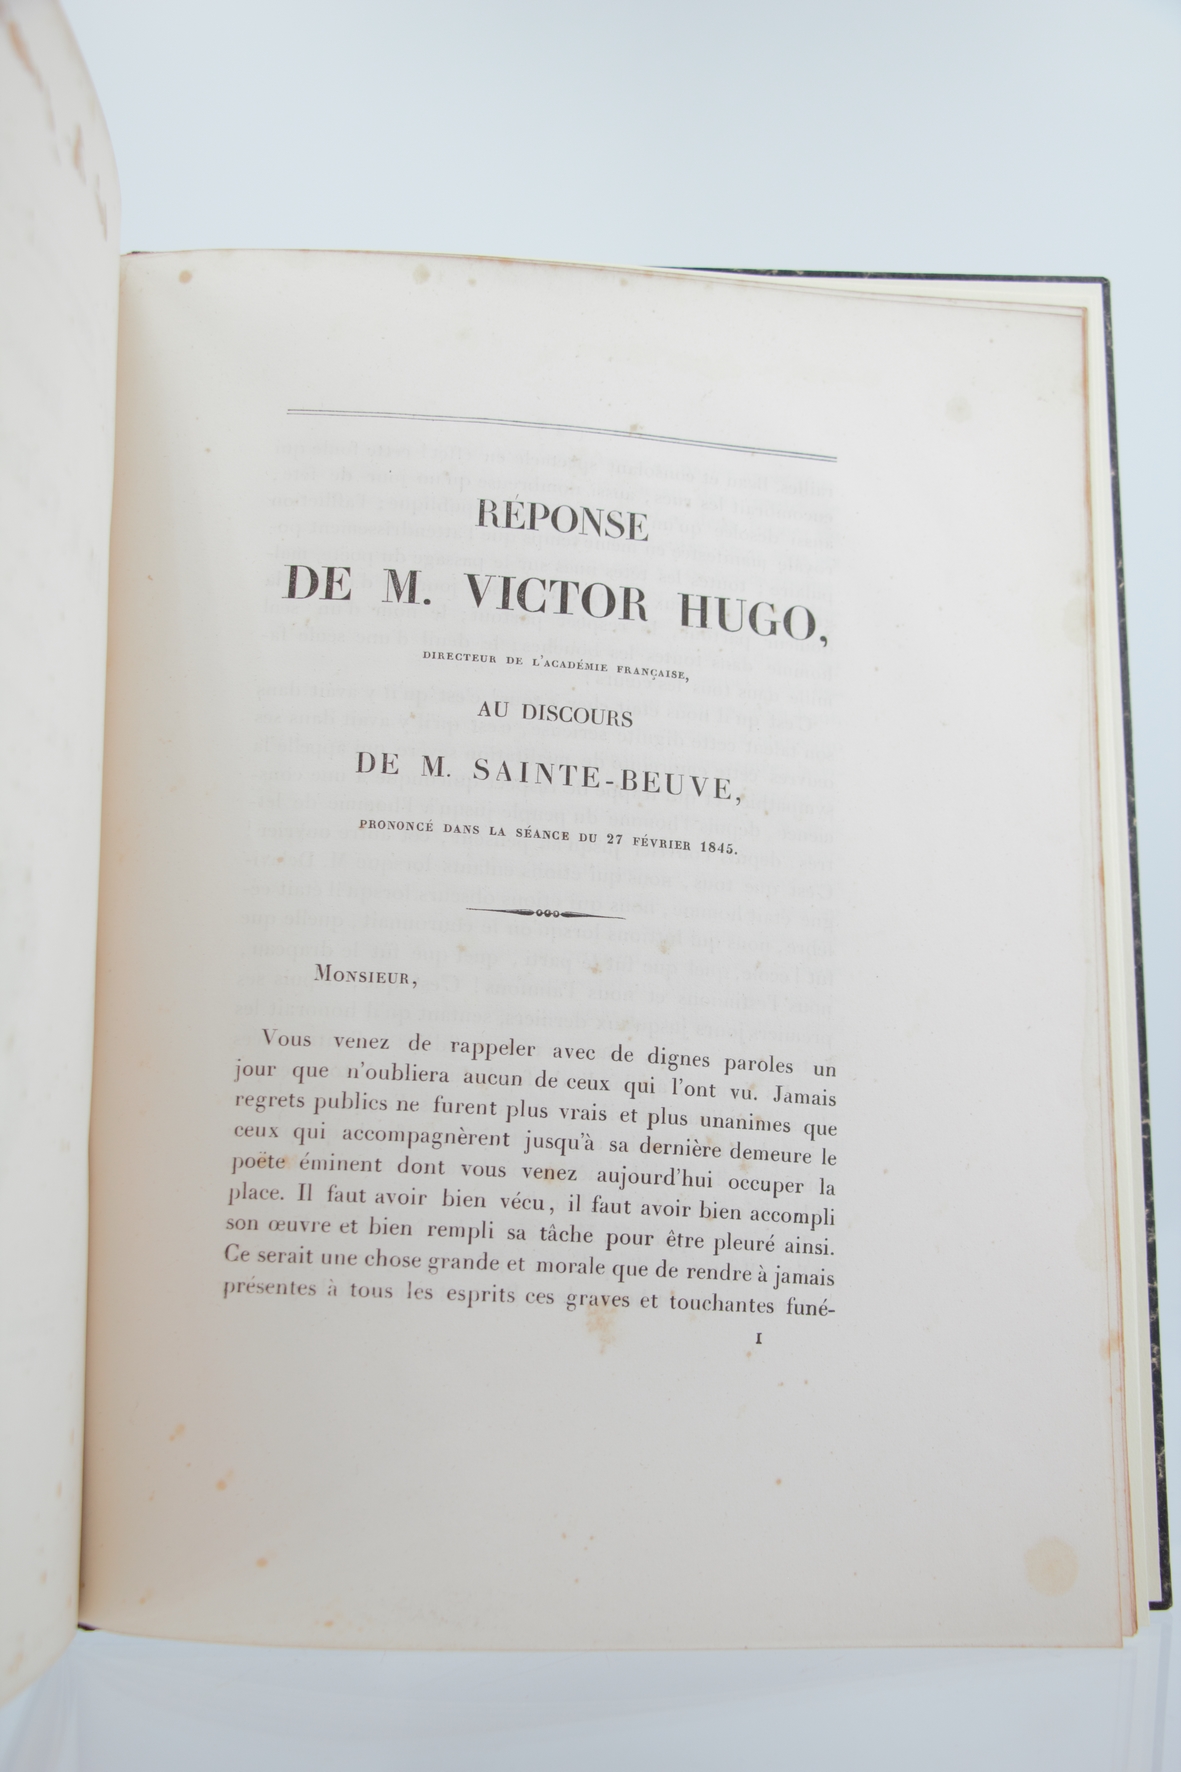 RÉPONSE
DE M. VICTOR HUGO,
DIRECTEUR DE L'ACADÉMIE FRANÇAISE,
AU DISCOURS
DE M. SAINTE-BEUVE,
PRONONCÉ DANS LA SÉANCE DU 27 FÉVRIER 1845.
MONSIEUR,
Vous venez de rappeler avec de dignes paroles un
jour que n'oubliera aucun de ceux qui l'ont vu. Jamais
regrets publics ne furent plus vrais et plus unanimes que
ceux qui accompagnèrent jusqu'à sa dernière demeure le
poëte éminent dont vous venez aujourd'hui occuper la
place. Il faut avoir bien vécu, il faut avoir bien accompli
son œuvre et bien rempli sa tâche pour être pleuré ainsi.
Ce serait une chose grande et morale que de rendre à jamais
présentes à tous les esprits ces graves et touchantes funé-
1